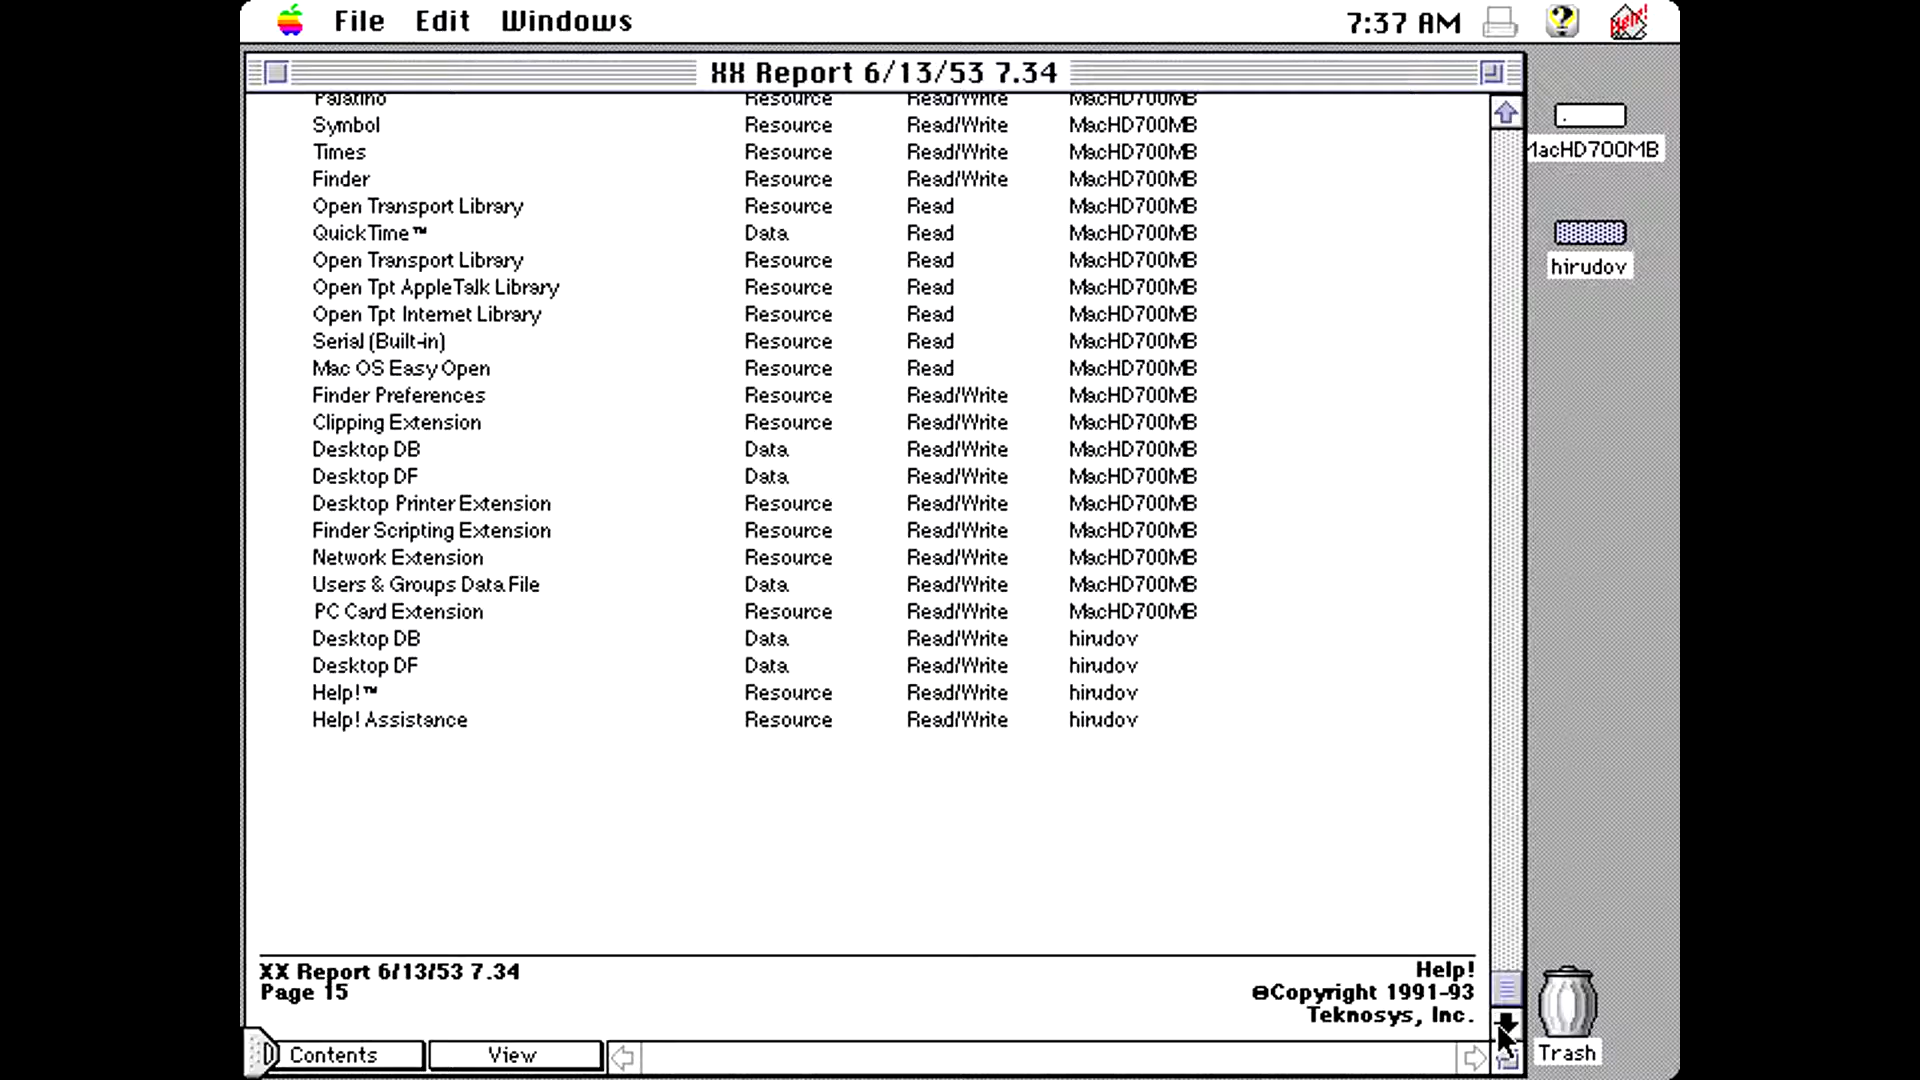 File Edit Windows 7:37 AM Help!
XX Report 6/13/53 7.34
Palatino Resource Read/Write MacHD700MB
Symbol Resource Read/Write MacHD700MB
Times Resource Read/Write MacHD700MB
Finder Resource Read/Write MacHD700MB
Open Transport Library Resource Read MacHD700MB
QuickTime™ Data Read MacHD700MB
Open Transport Library Resource Read MacHD700MB
Open Tpt AppleTalk Library Resource Read MacHD700MB
Open Tpt Internet Library Resource Read MacHD700MB
Serial (Built-in) Resource Read MacHD700MB
Mac OS Easy Open Resource Read MacHD700MB
Finder Preferences Resource Read/Write MacHD700MB
Clipping Extension Resource Read/Write MacHD700MB
Desktop DB Data Read/Write MacHD700MB
Desktop DF Data Read/Write MacHD700MB
Desktop Printer Extension Resource Read/Write MacHD700MB
Finder Scripting Extension Resource Read/Write MacHD700MB
Network Extension Resource Read/Write MacHD700MB
Users & Groups Data File Data Read/Write MacHD700MB
PC Card Extension Resource Read/Write MacHD700MB
Desktop DB Data Read/Write hirudov
Desktop DF Data Read/Write hirudov
Help!™ Resource Read/Write hirudov
Help! Assistance Resource Read/Write hirudov
XX Report 6/13/53 7.34
Page 15
Help!
©Copyright 1991-93
Teknosys, Inc.
Contents View
MacHD700MB
hirudov
Trash